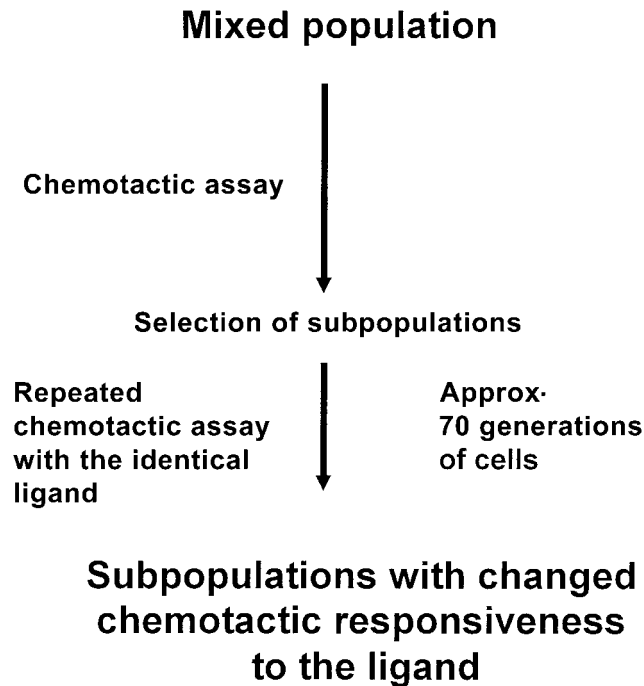 Mixed population
Chemotactic assay
Selection of subpopulations
Repeated
chemotactic assay
with the identical
ligand
Approx.
70 generations
of cells
Subpopulations with changed
chemotactic responsiveness
to the ligand